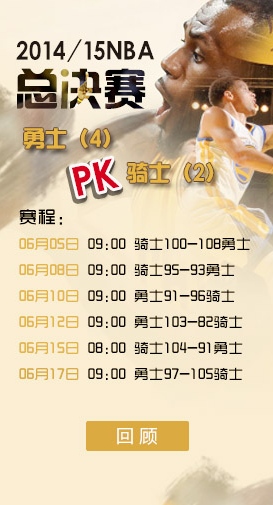 2014/15NBA
总决赛
勇士（4）
PK 骑士（2）
赛程：
06月05日 09:00 骑士100-108勇士
06月08日 09:00 骑士95-93勇士
06月10日 09:00 勇士91-96骑士
06月12日 09:00 勇士103-82骑士
06月15日 08:00 骑士104-91勇士
06月17日 09:00 勇士97-105骑士
回顾